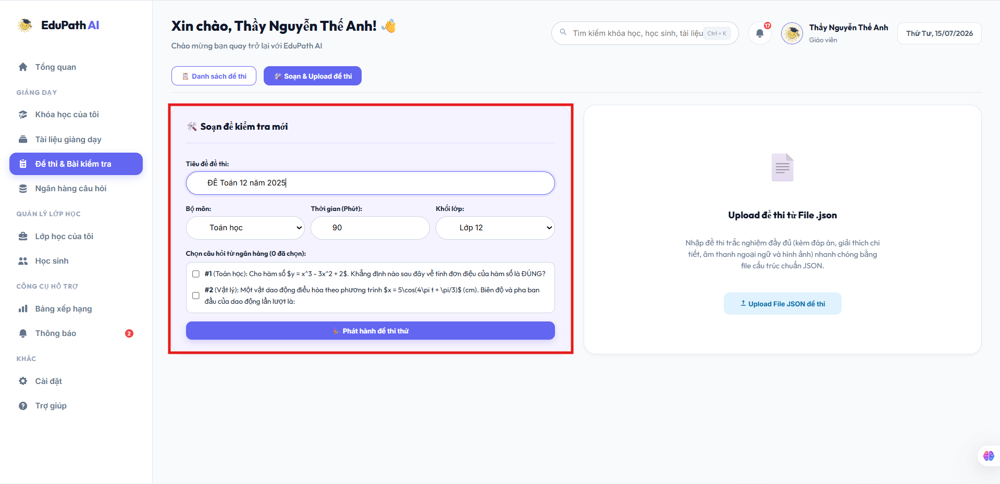 EduPath AI
Tổng quan
GIẢNG DẠY
Khóa học của tôi
Tài liệu giảng dạy
Đề thi & Bài kiểm tra
Ngân hàng câu hỏi
QUẢN LÝ LỚP HỌC
Lớp học của tôi
Học sinh
CÔNG CỤ HỖ TRỢ
Bảng xếp hạng
Thông báo
2
KHÁC
Cài đặt
Trợ giúp
Xin chào, Thầy Nguyễn Thế Anh! 👋
Chào mừng bạn quay trở lại với EduPath AI
Tìm kiếm khóa học, học sinh, tài liệu
Ctrl + K
17
Thầy Nguyễn Thế Anh
Giáo viên
Thứ Tư, 15/07/2026
Danh sách đề thi
Soạn & Upload đề thi
Soạn đề kiểm tra mới
Tiêu đề đề thi:
ĐỀ Toán 12 năm 2025
Bộ môn:
Thời gian (Phút):
Khối lớp:
Toán học
90
Lớp 12
Chọn câu hỏi từ ngân hàng (0 đã chọn):
#1 (Toán học): Cho hàm số $y = x^3 - 3x^2 + 2$. Khẳng định nào sau đây về tính đơn điệu của hàm số là ĐÚNG?
#2 (Vật lý): Một vật dao động điều hòa theo phương trình $x = 5\cos(4\pi t + \pi/3)$ (cm). Biên độ và pha ban
đầu của dao động lần lượt là:
Phát hành đề thi thử
Upload đề thi từ File .json
Nhập đề thi trắc nghiệm đầy đủ (kèm đáp án, giải thích chi
tiết, âm thanh ngoại ngữ và hình ảnh) nhanh chóng bằng
file cấu trúc chuẩn JSON.
Upload File JSON đề thi